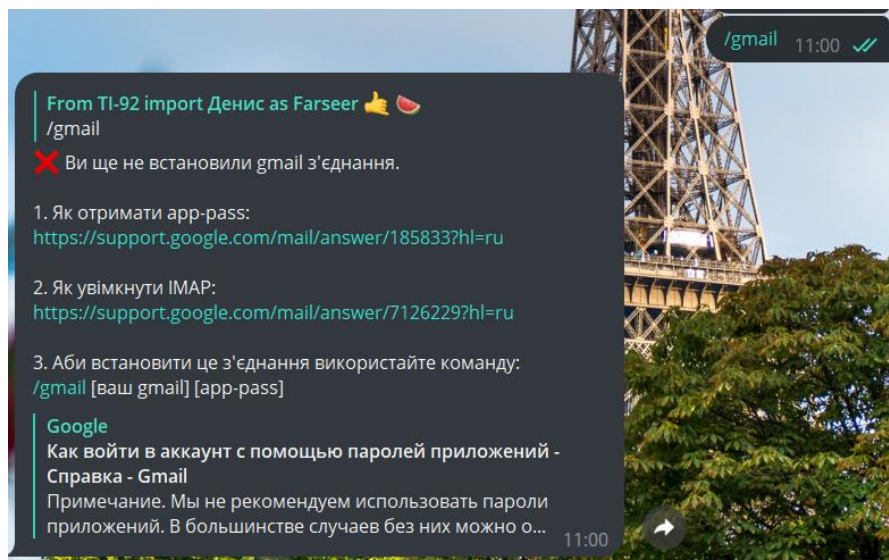 /gmail 11:00
From TI-92 import Денис as Farseer 🤙 🍉
/gmail
❌ Ви ще не встановили gmail з'єднання.
1. Як отримати app-pass:
https://support.google.com/mail/answer/185833?hl=ru
2. Як увімкнути IMAP:
https://support.google.com/mail/answer/7126229?hl=ru
3. Аби встановити це з'єднання використайте команду:
/gmail [ваш gmail] [app-pass]
Google
Как войти в аккаунт с помощью паролей приложений -
Справка - Gmail
Примечание. Мы не рекомендуем использовать пароли
приложений. В большинстве случаев без них можно о...
11:00